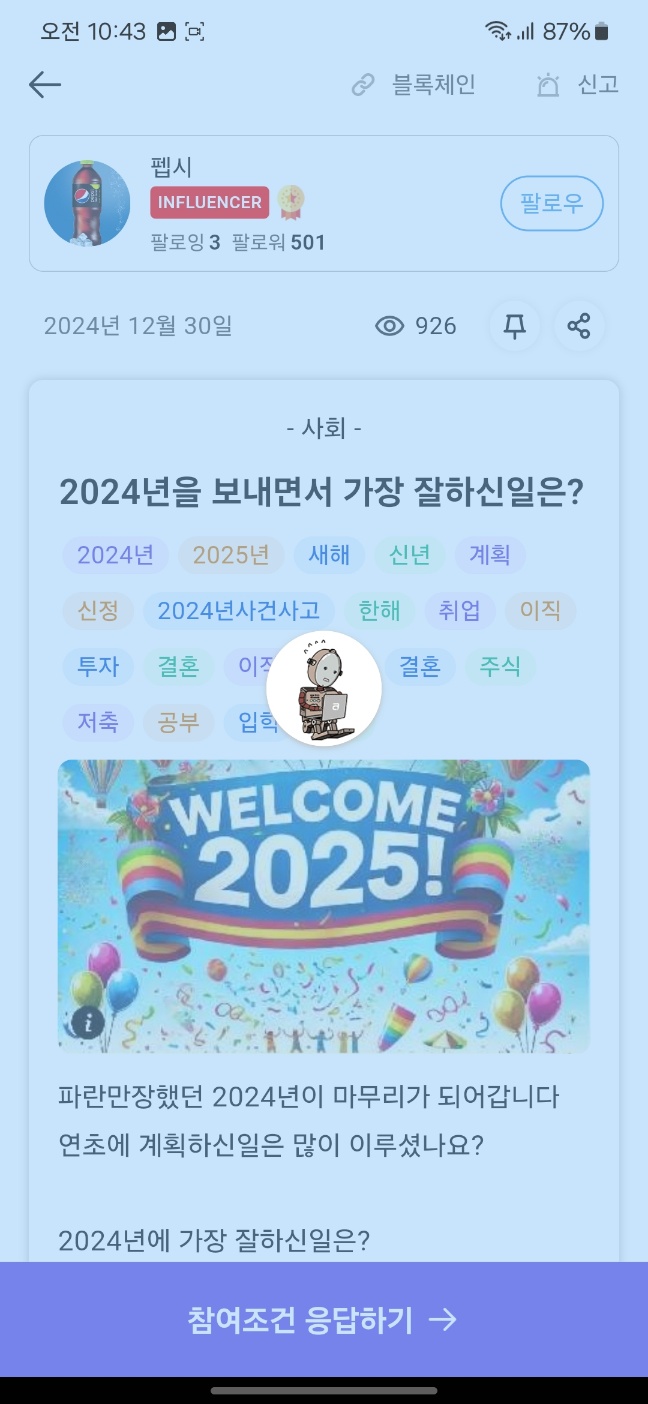 오전 10:43 87%
블록체인 신고
펩시
INFLUENCER
팔로우
팔로잉 3 팔로워 501
2024년 12월 30일 926
- 사회 -
2024년을 보내면서 가장 잘하신일은?
2024년 2025년 새해 신년 계획
신정 2024년사건사고 한해 취업 이직
투자 결혼 결혼 주식
저축 공부
WELCOME
2025!
파란만장했던 2024년이 마무리가 되어갑니다
연초에 계획하신일은 많이 이루셨나요?
2024년에 가장 잘하신일은?
참여조건 응답하기 →